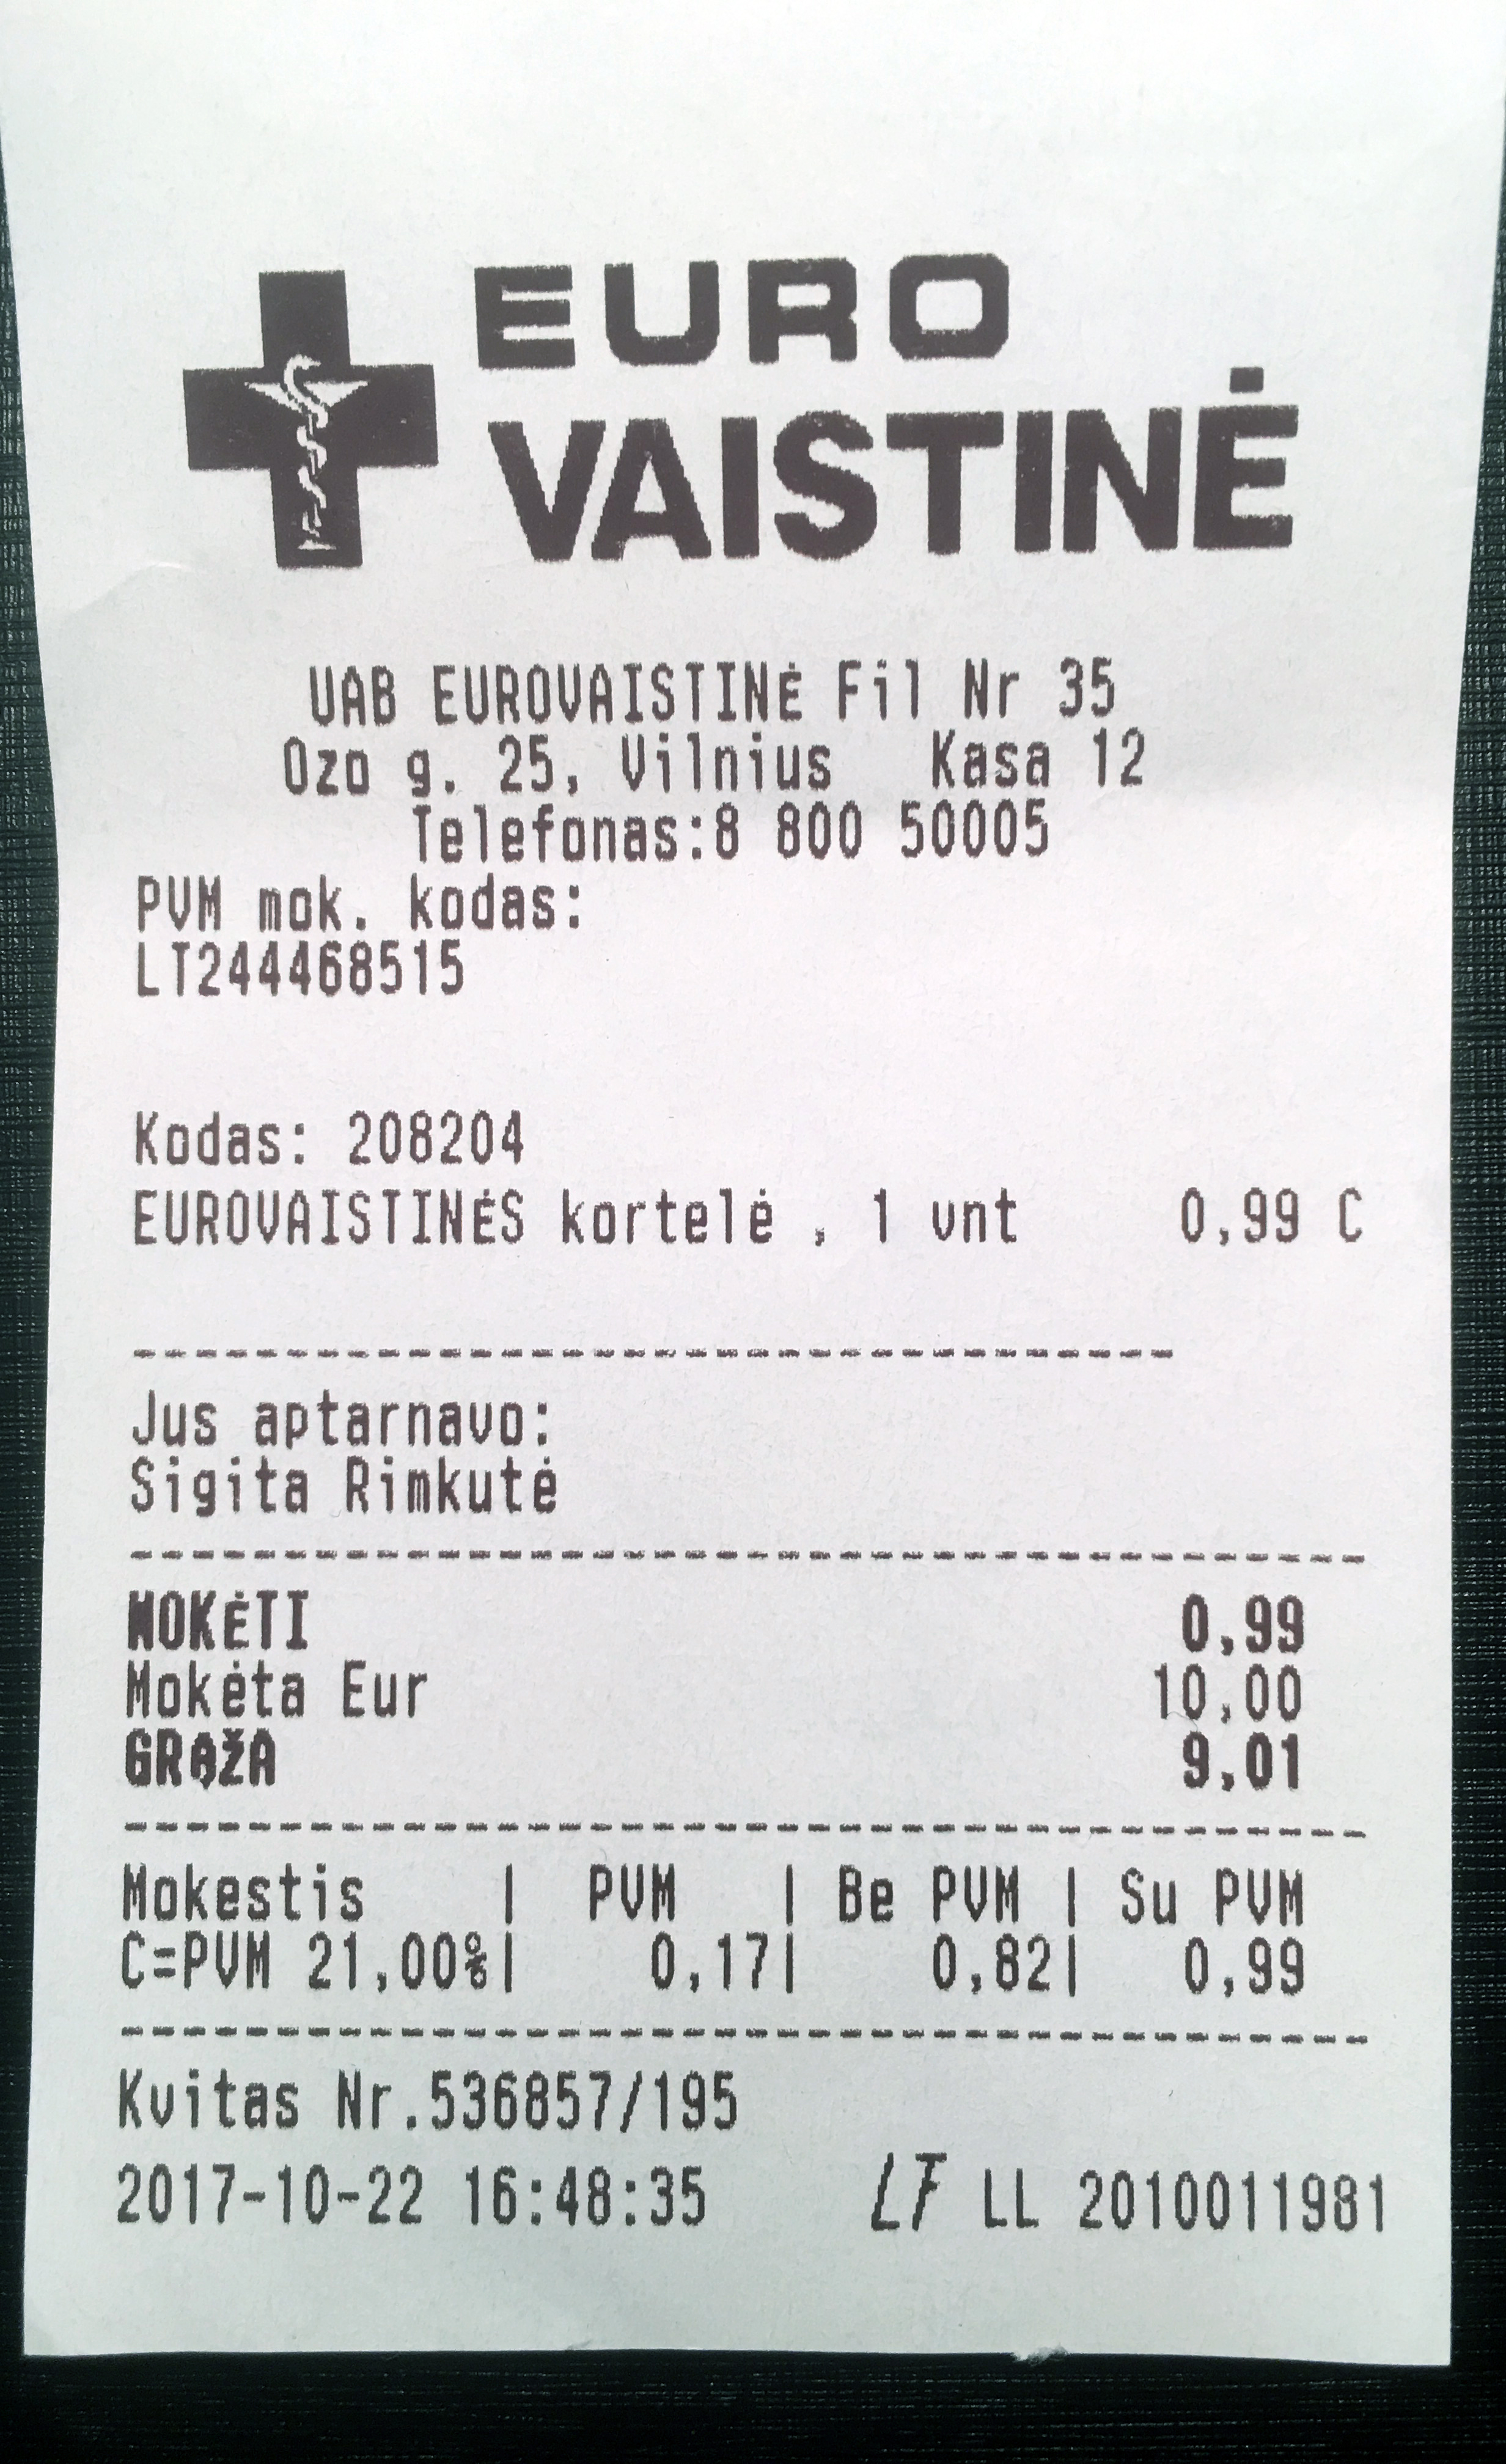 EURO
VAISTINĖ
UAB EUROVAISTINĖ Fil Nr 35
Ozo g. 25, Vilnius Kasa 12
Telefonas:8 800 50005
PVM mok. kodas:
LT244468515
Kodas: 208204
EUROVAISTINĖS kortelė , 1 vnt 0,99 C
----------------------------------
Jus aptarnavo:
Sigita Rimkutė
----------------------------------------
MOKĖTI 0,99
Mokėta Eur 10,00
GRĄŽA 9,01
----------------------------------------
Mokestis | PVM | Be PVM | Su PVM
C=PVM 21,00%| 0,17| 0,82| 0,99
----------------------------------------
Kvitas Nr.536857/195
2017-10-22 16:48:35 LF LL 2010011981